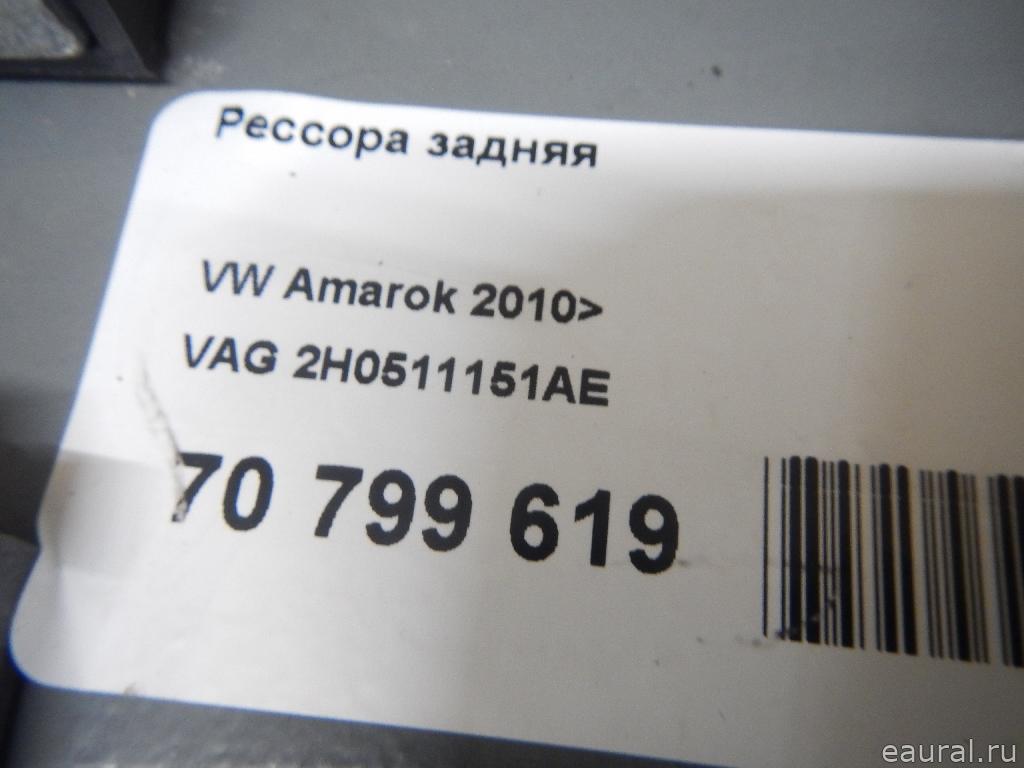 Рессора задняя
VW Amarok 2010>
VAG 2H0511151AE
70 799 619
eaural.ru